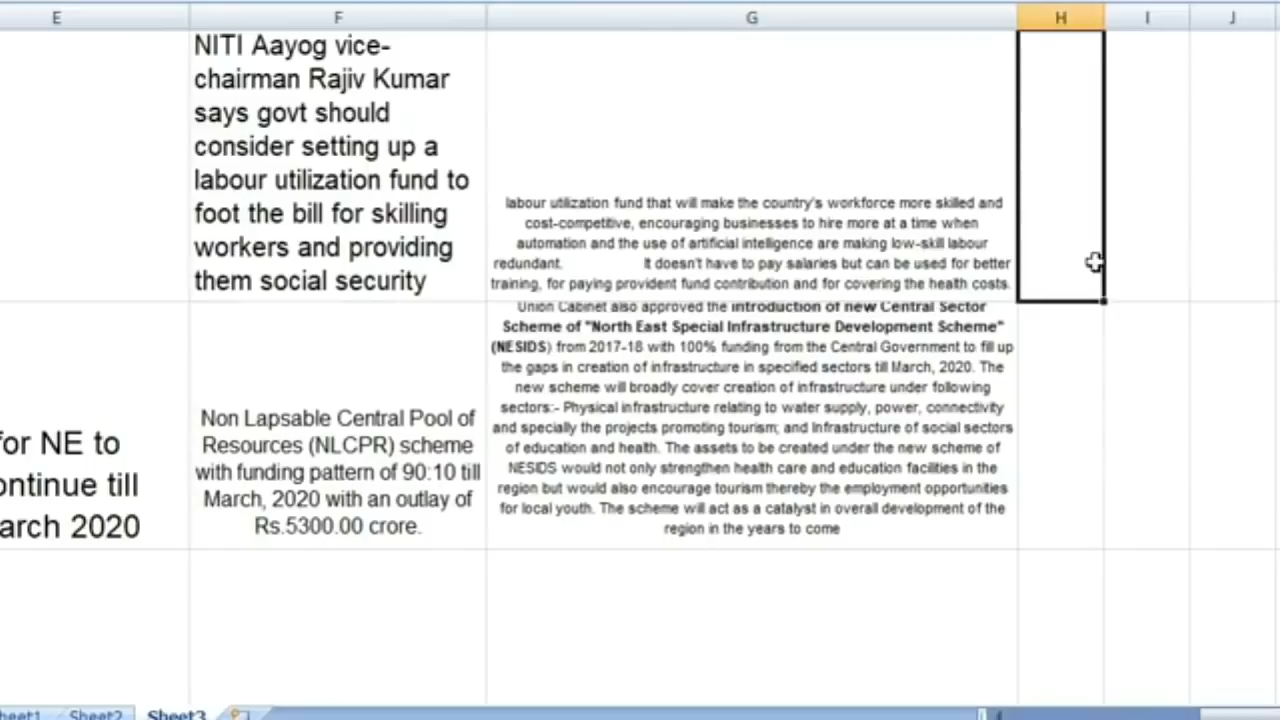 E F G H I J
NITI Aayog vice-
chairman Rajiv Kumar
says govt should
consider setting up a
labour utilization fund to
foot the bill for skilling
workers and providing
them social security
labour utilization fund that will make the country's workforce more skilled and
cost-competitive, encouraging businesses to hire more at a time when
automation and the use of artificial intelligence are making low-skill labour
redundant. It doesn't have to pay salaries but can be used for better
training, for paying provident fund contribution and for covering the health costs.
for NE to
ontinue till
arch 2020
Non Lapsable Central Pool of
Resources (NLCPR) scheme
with funding pattern of 90:10 till
March, 2020 with an outlay of
Rs.5300.00 crore.
Union Cabinet also approved the introduction of new Central Sector
Scheme of "North East Special Infrastructure Development Scheme"
(NESIDS) from 2017-18 with 100% funding from the Central Government to fill up
the gaps in creation of infrastructure in specified sectors till March, 2020. The
new scheme will broadly cover creation of infrastructure under following
sectors:- Physical infrastructure relating to water supply, power, connectivity
and specially the projects promoting tourism; and Infrastructure of social sectors
of education and health. The assets to be created under the new scheme of
NESIDS would not only strengthen health care and education facilities in the
region but would also encourage tourism thereby the employment opportunities
for local youth. The scheme will act as a catalyst in overall development of the
region in the years to come
heet1 Sheet2 Sheet3